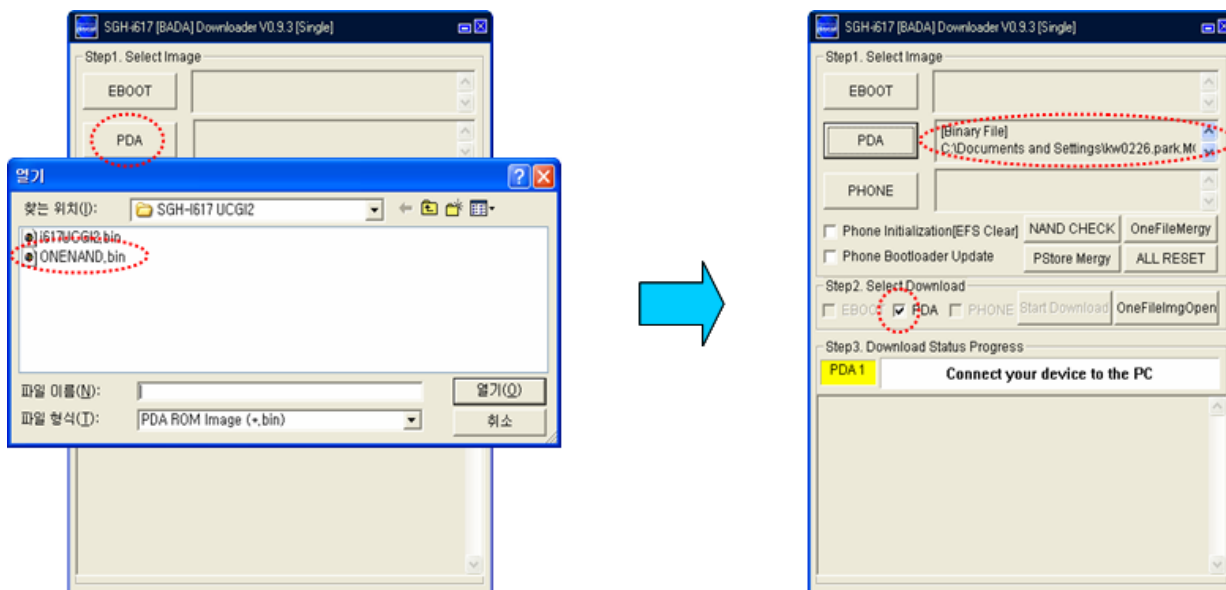 SGH-i617 [BADA] Downloader V0.9.3 [Single]
Step1. Select Image
EBOOT
PDA
열기
찾는 위치(I):
SGH-I617 UCGI2
I617UCGI2.bin
ONENAND.bin
파일 이름(N):
열기(O)
파일 형식(T):
PDA ROM Image (*.bin)
취소
SGH-i617 [BADA] Downloader V0.9.3 [Single]
Step1. Select Image
EBOOT
PDA
[Binary File]
C:\Documents and Settings\kw0226.park.M
PHONE
Phone Initialization[EFS Clear]
NAND CHECK
OneFileMergy
Phone Bootloader Update
PStore Mergy
ALL RESET
Step2. Select Download
EBOOT
PDA
PHONE
Start Download
OneFileImgOpen
Step3. Download Status Progress
PDA 1
Connect your device to the PC